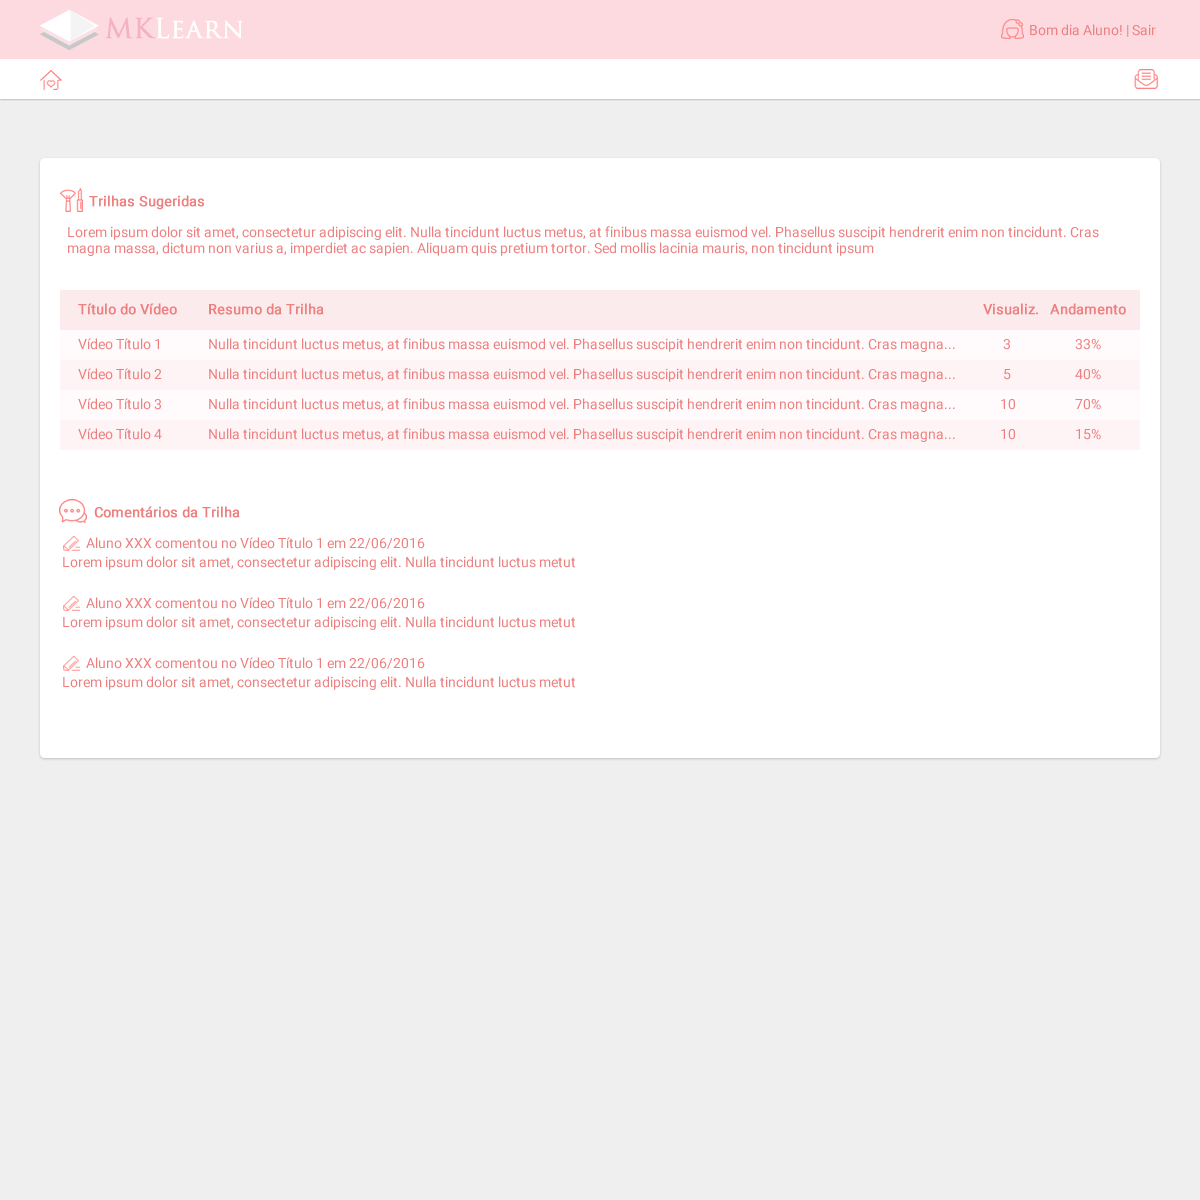 MKLEARN
Bom dia Aluno! | Sair
Trilhas Sugeridas
Lorem ipsum dolor sit amet, consectetur adipiscing elit. Nulla tincidunt luctus metus, at finibus massa euismod vel. Phasellus suscipit hendrerit enim non tincidunt. Cras
magna massa, dictum non varius a, imperdiet ac sapien. Aliquam quis pretium tortor. Sed mollis lacinia mauris, non tincidunt ipsum
Título do Vídeo Resumo da Trilha Visualiz. Andamento
Vídeo Título 1 Nulla tincidunt luctus metus, at finibus massa euismod vel. Phasellus suscipit hendrerit enim non tincidunt. Cras magna... 3 33%
Vídeo Título 2 Nulla tincidunt luctus metus, at finibus massa euismod vel. Phasellus suscipit hendrerit enim non tincidunt. Cras magna... 5 40%
Vídeo Título 3 Nulla tincidunt luctus metus, at finibus massa euismod vel. Phasellus suscipit hendrerit enim non tincidunt. Cras magna... 10 70%
Vídeo Título 4 Nulla tincidunt luctus metus, at finibus massa euismod vel. Phasellus suscipit hendrerit enim non tincidunt. Cras magna... 10 15%
Comentários da Trilha
Aluno XXX comentou no Vídeo Título 1 em 22/06/2016
Lorem ipsum dolor sit amet, consectetur adipiscing elit. Nulla tincidunt luctus metut
Aluno XXX comentou no Vídeo Título 1 em 22/06/2016
Lorem ipsum dolor sit amet, consectetur adipiscing elit. Nulla tincidunt luctus metut
Aluno XXX comentou no Vídeo Título 1 em 22/06/2016
Lorem ipsum dolor sit amet, consectetur adipiscing elit. Nulla tincidunt luctus metut